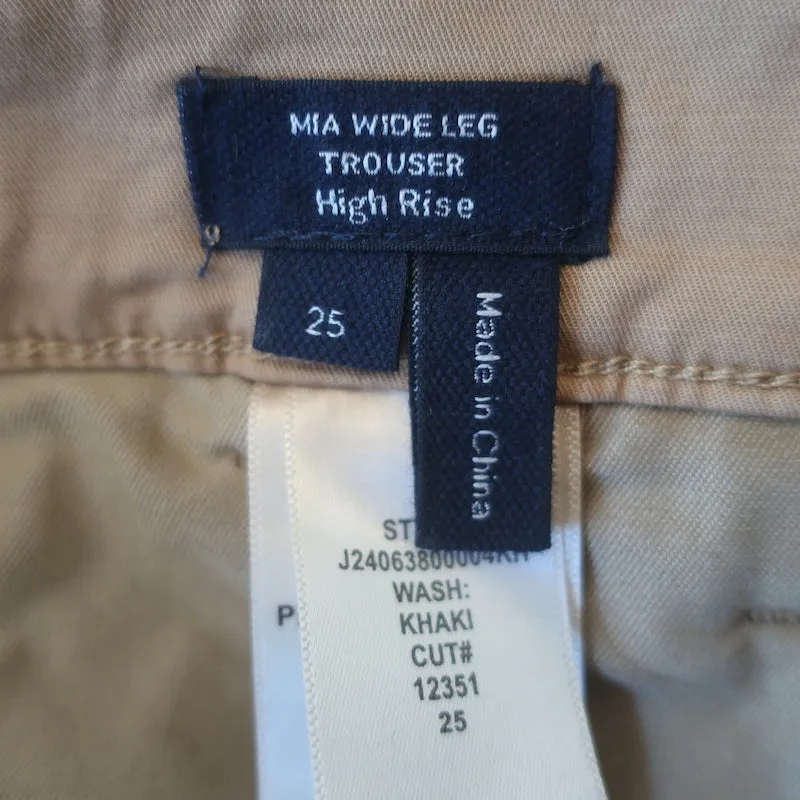 MIA WIDE LEG
TROUSER
High Rise
25
Made in China
WASH:
KHAKI
CUT#
12351
25